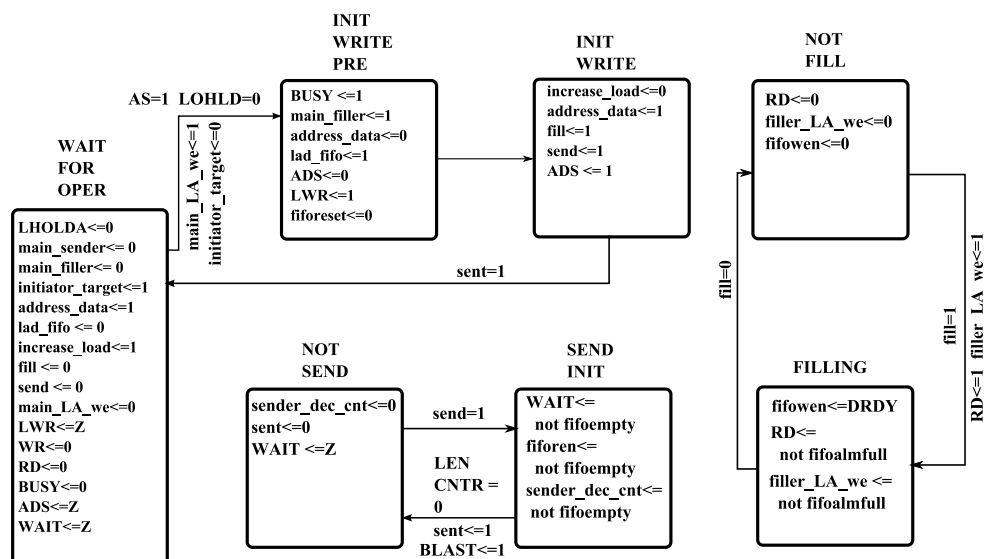 INIT
WRITE
PRE
INIT
WRITE
NOT
FILL
AS=1 LOHLD=0
main_LA_we<=1
initiator_target<=0
BUSY <=1
main_filler<=1
address_data<=0
lad_fifo<=1
ADS<=0
LWR<=1
fiforeset<=0
increase_load<=0
address_data<=1
fill<=1
send<=1
ADS <= 1
RD<=0
filler_LA_we<=0
fifowen<=0
WAIT
FOR
OPER
LHOLDA<=0
main_sender<= 0
main_filler<= 0
initiator_target<=1
address_data<=1
lad_fifo <= 0
increase_load<=1
fill <= 0
send <= 0
main_LA_we<=0
LWR<=Z
WR<=0
RD<=0
BUSY<=0
ADS<=Z
WAIT<=Z
sent=1
fill=0
fill=1
RD<=1 filler_LA_we<=1
NOT
SEND
sender_dec_cnt<=0
sent<=0
WAIT <=Z
send=1
LEN
CNTR =
0
sent<=1
BLAST<=1
SEND
INIT
WAIT<=
not fifoempty
fiforen<=
not fifoempty
sender_dec_cnt<=
not fifoempty
FILLING
fifowen<=DRDY
RD<=
not fifoalmfull
filler_LA_we <=
not fifoalmfull